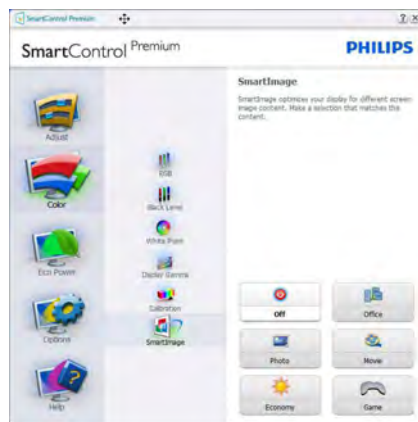 SmartControl Premium
SmartControl Premium
PHILIPS
SmartImage
SmartImage optimizes your display for different screen
image content. Make a selection that matches this
content.
Adjust
Color
Eco Power
Options
Help
RGB
Black Level
White Point
Display Gamma
Calibration
SmartImage
Off
Office
Photo
Movie
Economy
Game